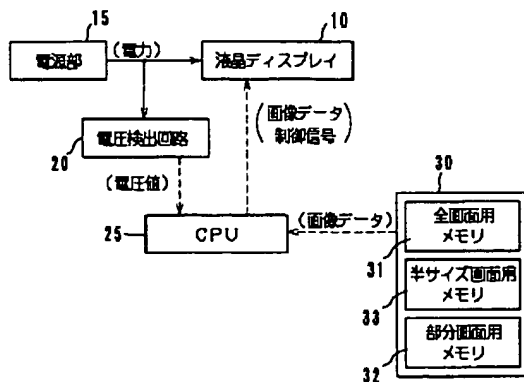 15
10
電源部
(電力)
液晶ディスプレイ
20
電圧検出回路
(画像データ
制御信号)
(電圧値)
30
25
CPU
(画像データ)
全画面用
メモリ
31
半サイズ画面用
メモリ
33
部分画面用
メモリ
32